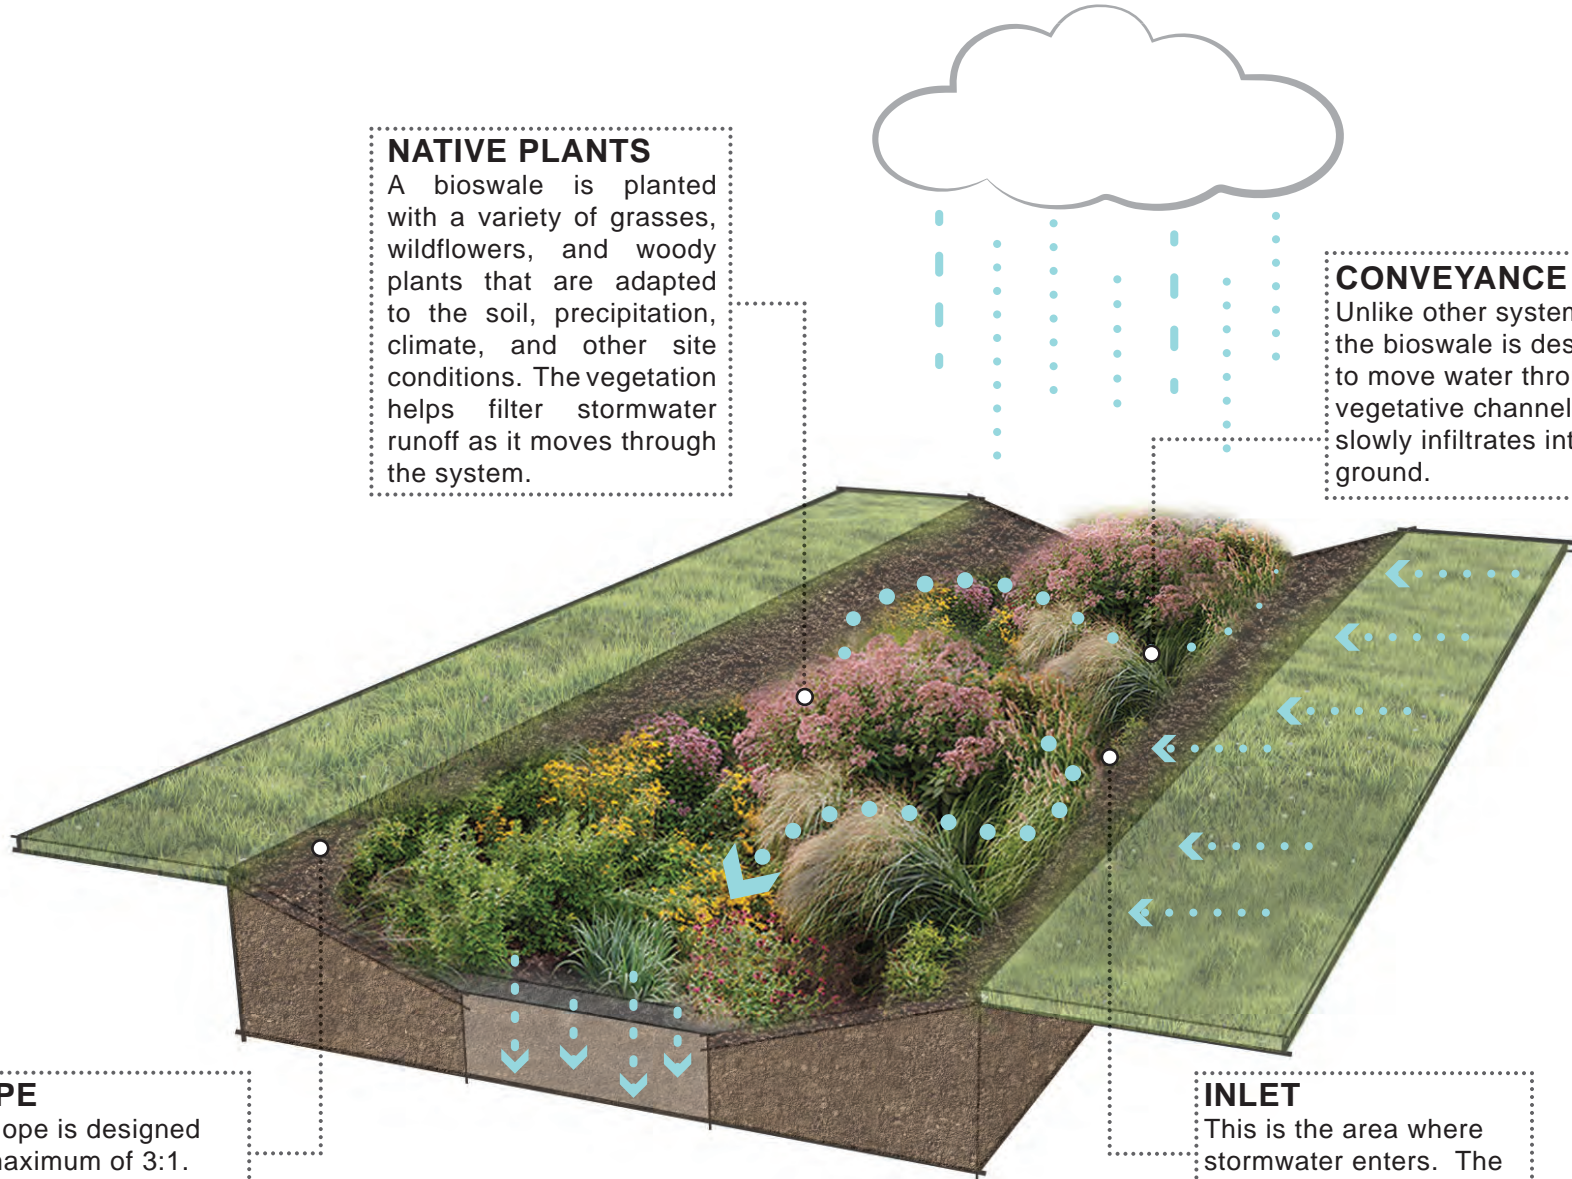 NATIVE PLANTS
A bioswale is planted
with a variety of grasses,
wildflowers, and woody
plants that are adapted
to the soil, precipitation,
climate, and other site
conditions. The vegetation
helps filter stormwater
runoff as it moves through
the system.
CONVEYANCE
Unlike other system
the bioswale is des
to move water thro
vegetative channel
slowly infiltrates int
ground.
PE
ope is designed
naximum of 3:1.
INLET
This is the area where
stormwater enters. The